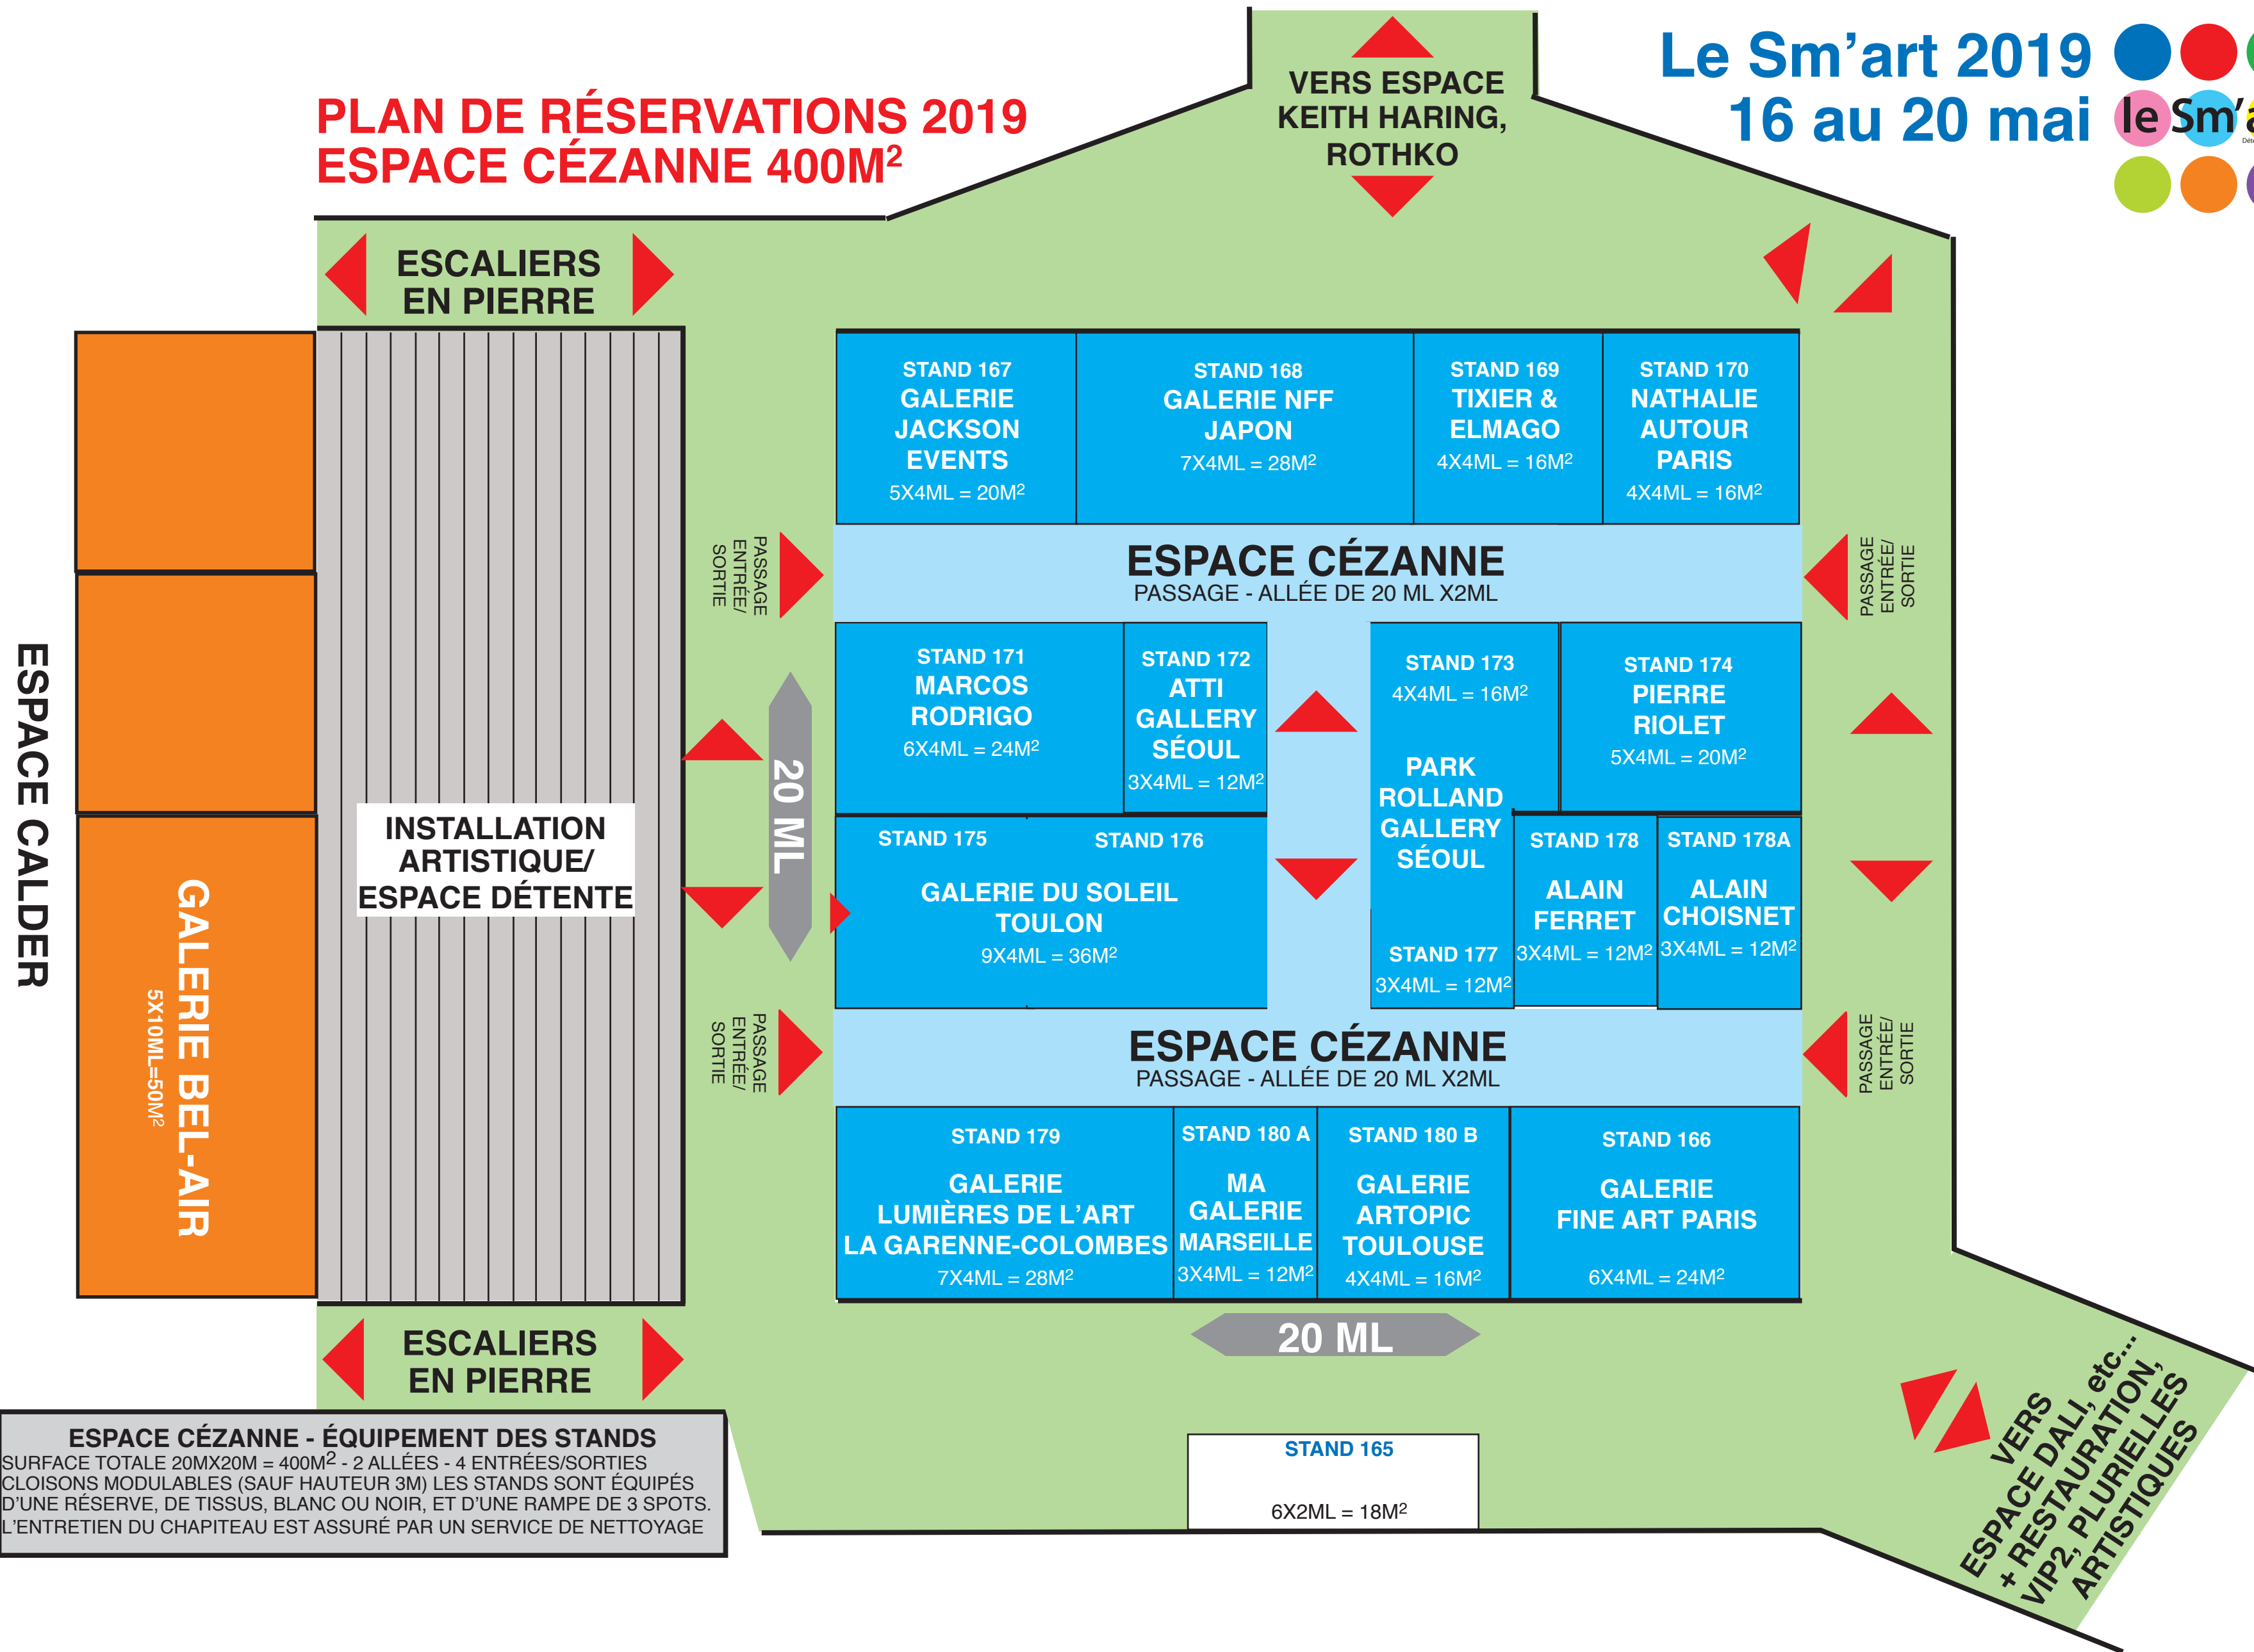 Le Sm’art 2019
16 au 20 mai
le Sm’a
PLAN DE RÉSERVATIONS 2019
ESPACE CÉZANNE 400M²
VERS ESPACE
KEITH HARING,
ROTHKO
ESCALIERS
EN PIERRE
STAND 167
GALERIE
JACKSON
EVENTS
5X4ML = 20M²
STAND 168
GALERIE NFF
JAPON
7X4ML = 28M²
STAND 169
TIXIER &
ELMAGO
4X4ML = 16M²
STAND 170
NATHALIE
AUTOUR
PARIS
4X4ML = 16M²
PASSAGE
ENTRÉE/
SORTIE
ESPACE CÉZANNE
PASSAGE - ALLÉE DE 20 ML X2ML
PASSAGE
ENTRÉE/
SORTIE
ESPACE CALDER
GALERIE BEL-AIR
5X10ML=50M²
INSTALLATION
ARTISTIQUE/
ESPACE DÉTENTE
20 ML
STAND 171
MARCOS
RODRIGO
6X4ML = 24M²
STAND 172
ATTI
GALLERY
SÉOUL
3X4ML = 12M²
STAND 173
4X4ML = 16M²
PARK
ROLLAND
GALLERY
SÉOUL
STAND 177
3X4ML = 12M²
STAND 174
PIERRE
RIOLET
5X4ML = 20M²
STAND 175
STAND 176
GALERIE DU SOLEIL
TOULON
9X4ML = 36M²
STAND 178
ALAIN
FERRET
3X4ML = 12M²
STAND 178A
ALAIN
CHOISNET
3X4ML = 12M²
PASSAGE
ENTRÉE/
SORTIE
ESPACE CÉZANNE
PASSAGE - ALLÉE DE 20 ML X2ML
PASSAGE
ENTRÉE/
SORTIE
STAND 179
GALERIE
LUMIÈRES DE L’ART
LA GARENNE-COLOMBES
7X4ML = 28M²
STAND 180 A
MA
GALERIE
MARSEILLE
3X4ML = 12M²
STAND 180 B
GALERIE
ARTOPIC
TOULOUSE
4X4ML = 16M²
STAND 166
GALERIE
FINE ART PARIS
6X4ML = 24M²
20 ML
ESCALIERS
EN PIERRE
ESPACE CÉZANNE - ÉQUIPEMENT DES STANDS
SURFACE TOTALE 20MX20M = 400M² - 2 ALLÉES - 4 ENTRÉES/SORTIES
CLOISONS MODULABLES (SAUF HAUTEUR 3M) LES STANDS SONT ÉQUIPÉS
D’UNE RÉSERVE, DE TISSUS, BLANC OU NOIR, ET D’UNE RAMPE DE 3 SPOTS.
L’ENTRETIEN DU CHAPITEAU EST ASSURÉ PAR UN SERVICE DE NETTOYAGE
STAND 165
6X2ML = 18M²
VERS
ESPACE DALI, etc...
+ RESTAURATION,
VIP2, PLURIELLES
ARTISTIQUES